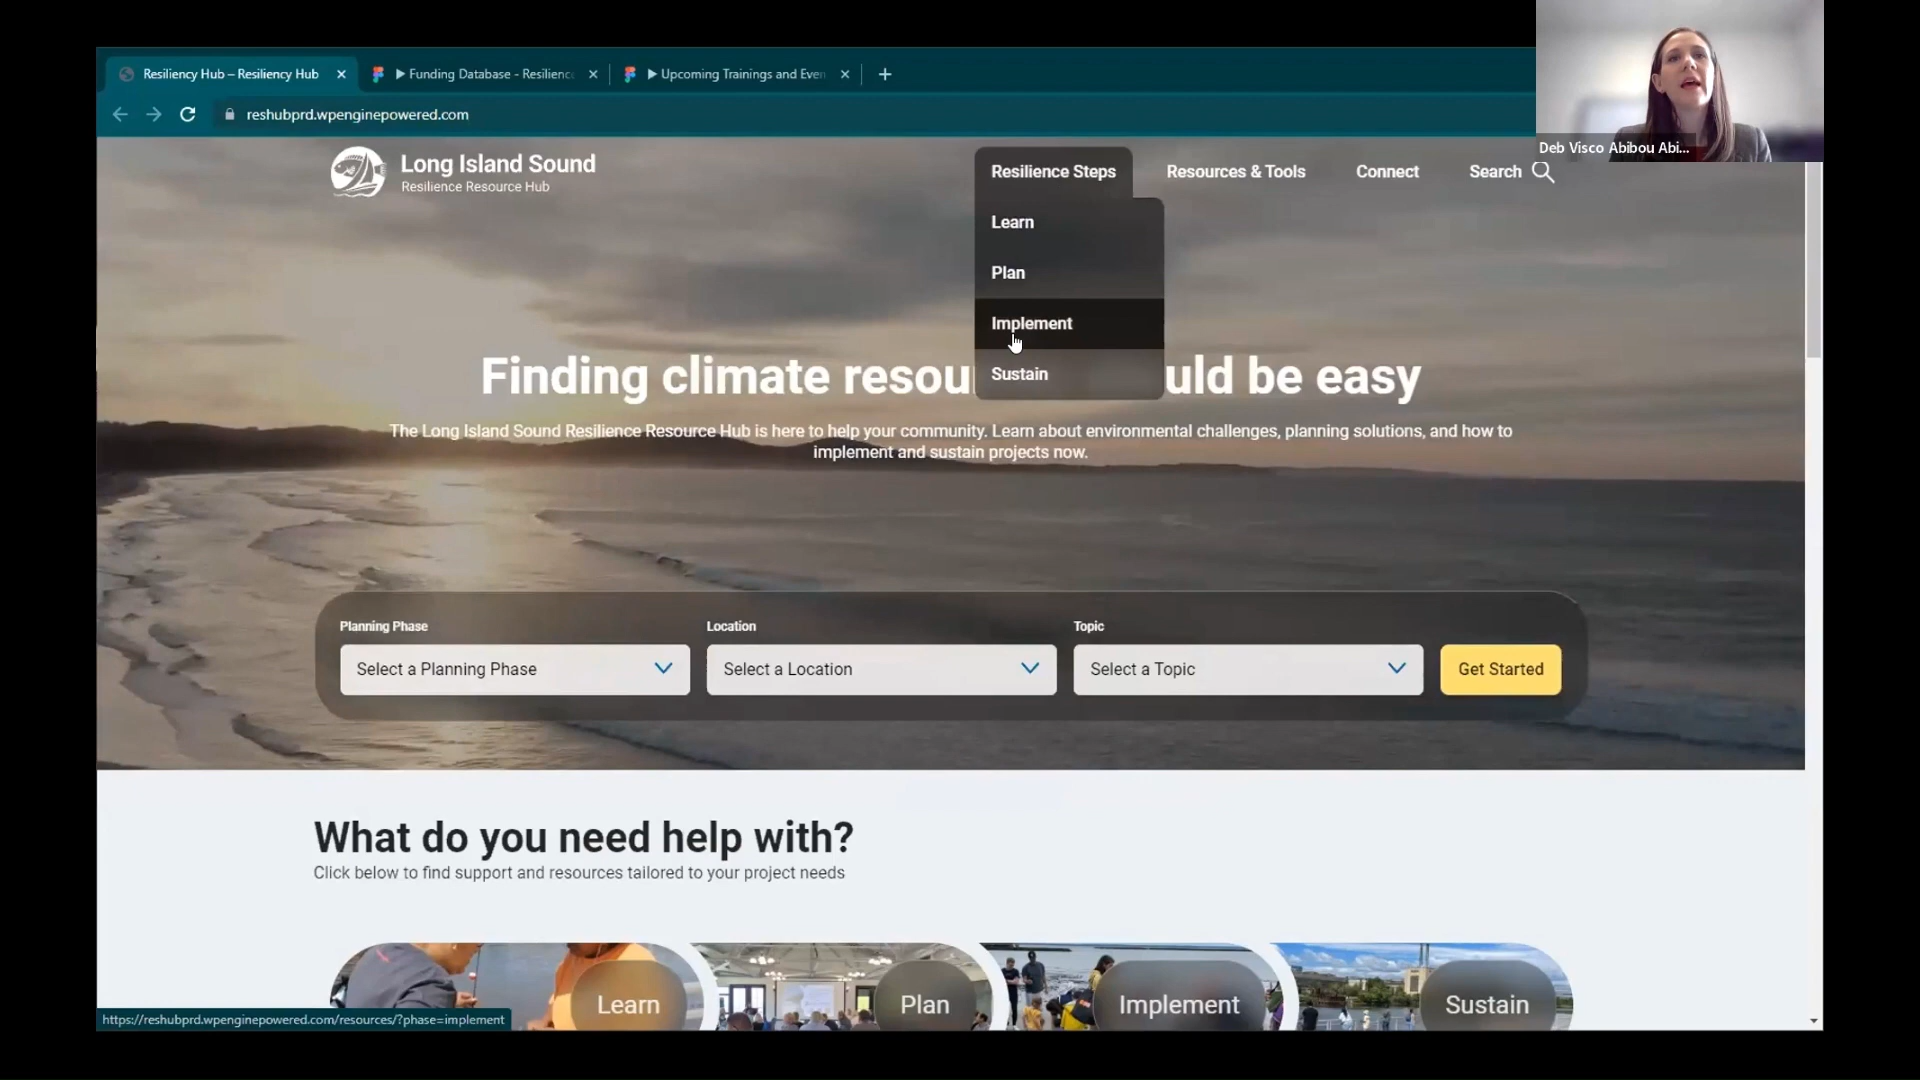 Resiliency Hub – Resiliency Hub
Funding Database - Resilienc
Upcoming Trainings and Even
reshubprd.wpenginepowered.com
Deb Visco Abibou Abi...
Long Island Sound
Resilience Resource Hub
Resilience Steps
Resources & Tools
Connect
Search
Learn
Plan
Implement
Sustain
Finding climate resou uld be easy
The Long Island Sound Resilience Resource Hub is here to help your community. Learn about environmental challenges, planning solutions, and how to
implement and sustain projects now.
Planning Phase
Location
Topic
Select a Planning Phase
Select a Location
Select a Topic
Get Started
What do you need help with?
Click below to find support and resources tailored to your project needs
Learn
Plan
Implement
Sustain
https://reshubprd.wpenginepowered.com/resources/?phase=implement